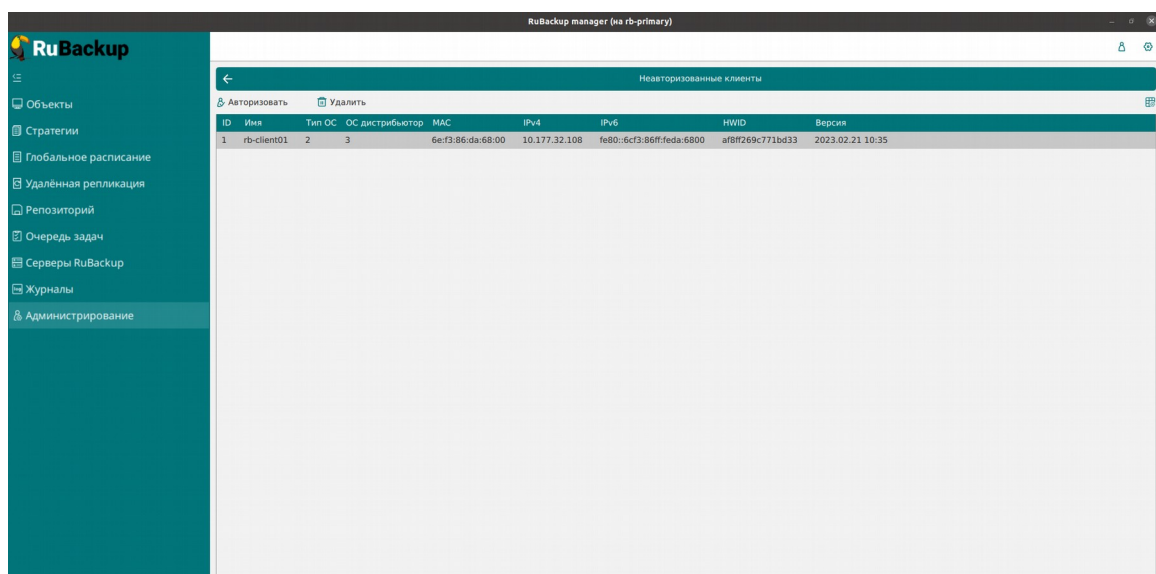 RuBackup manager (на rb-primary)
RuBackup
Неавторизованные клиенты
Объекты
Стратегии
Глобальное расписание
Удалённая репликация
Репозиторий
Очередь задач
Серверы RuBackup
Журналы
Администрирование
Авторизовать Удалить
ID Имя Тип ОС ОС дистрибьютор MAC IPv4 IPv6 HWID Версия
1 rb-client01 2 3 6e:f3:86:da:68:00 10.177.32.108 fe80::6cf3:86ff:feda:6800 af8ff269c771bd33 2023.02.21 10:35